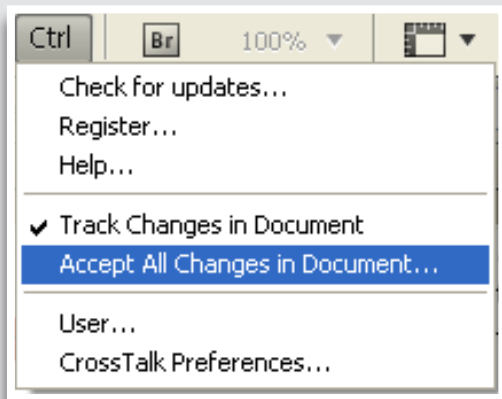 Ctrl Br 100%
Check for updates...
Register...
Help...
Track Changes in Document
Accept All Changes in Document...
User...
CrossTalk Preferences...